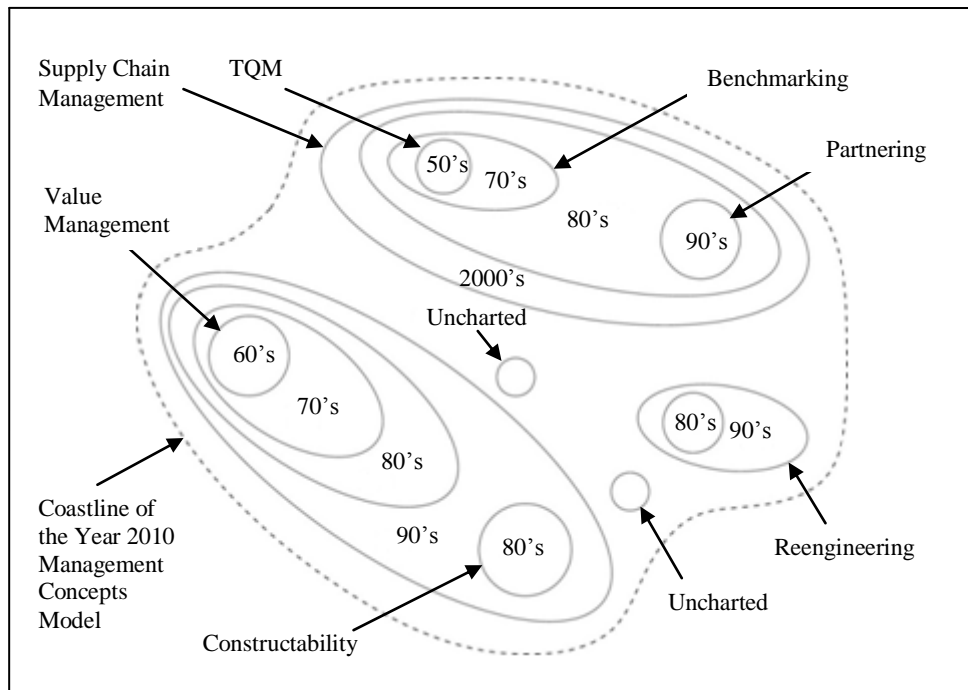 Supply Chain
Management
TQM
Benchmarking
Partnering
50's
70's
80's
90's
2000's
Value
Management
Uncharted
60's
70's
80's
90's
80's
80's
90's
Coastline of
the Year 2010
Management
Concepts
Model
Constructability
Uncharted
Reengineering